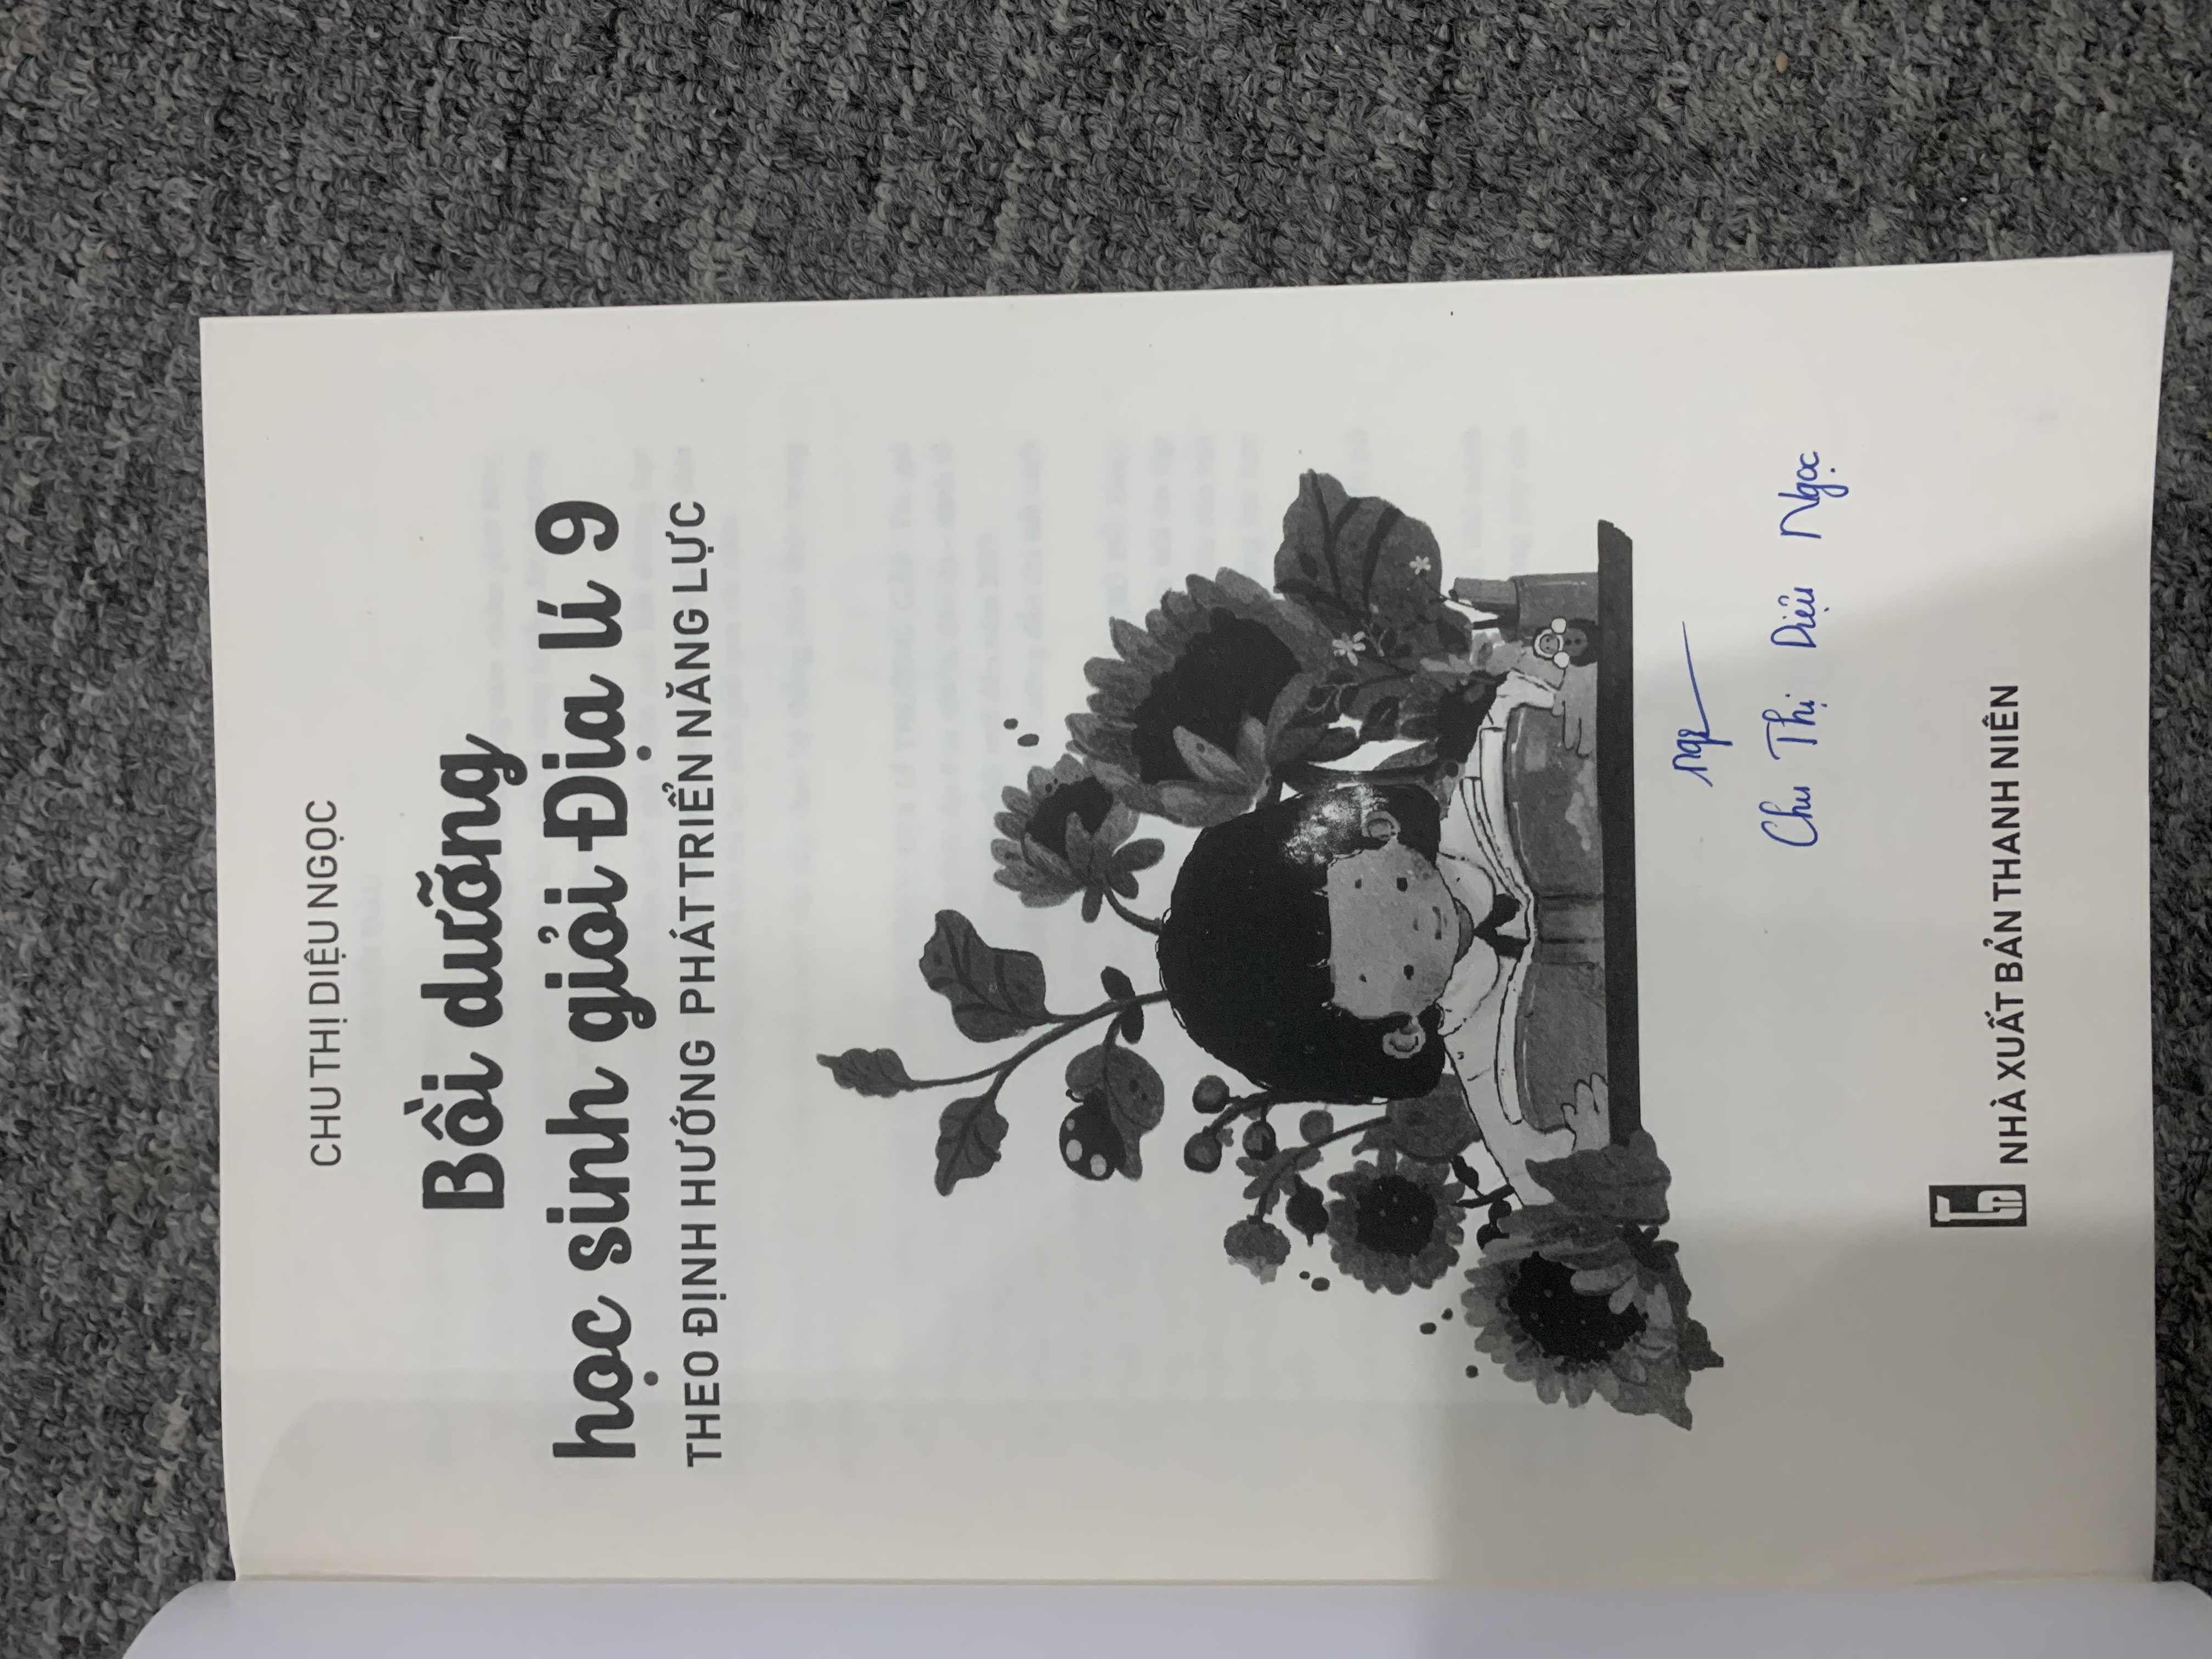 CHU THỊ DIỆU NGỌC
Bồi dưỡng
học sinh giỏi Địa lí 9
THEO ĐỊNH HƯỚNG PHÁT TRIỂN NĂNG LỰC
Chu Thị Diệu Ngọc
NHÀ XUẤT BẢN THANH NIÊN